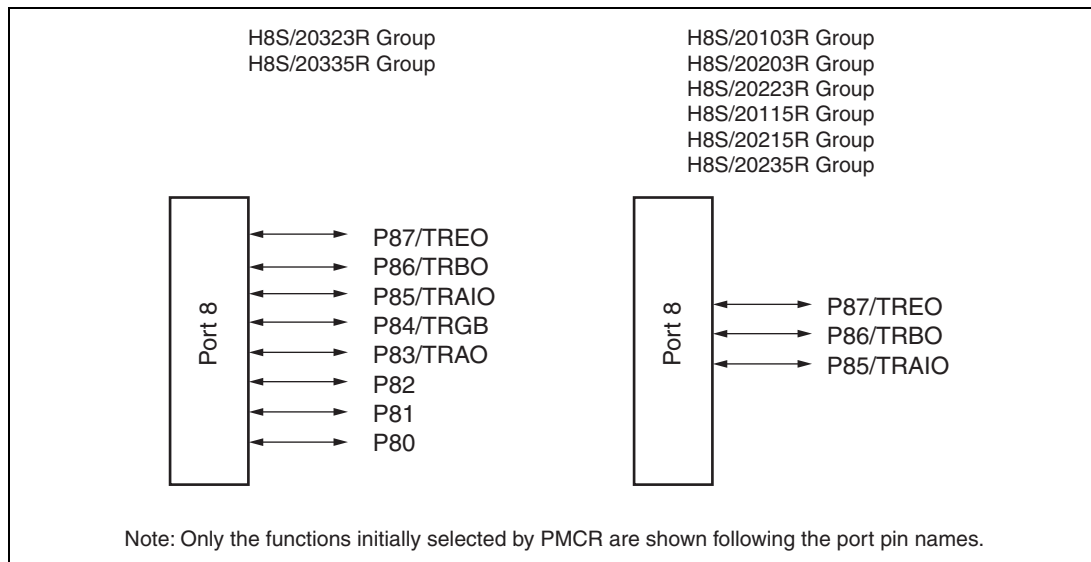 H8S/20323R Group
H8S/20335R Group
Port 8
P87/TREO
P86/TRBO
P85/TRAIO
P84/TRGB
P83/TRAO
P82
P81
P80
H8S/20103R Group
H8S/20203R Group
H8S/20223R Group
H8S/20115R Group
H8S/20215R Group
H8S/20235R Group
Port 8
P87/TREO
P86/TRBO
P85/TRAIO
Note: Only the functions initially selected by PMCR are shown following the port pin names.